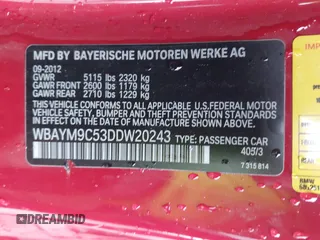 MFD BY BAYERISCHE MOTOREN WERKE AG
09-2012
GVWR 5115 lbs 2320 kg
GAWR FRONT 2600 lbs 1179 kg
GAWR REAR 2710 lbs 1229 kg
THIS VEHICLE CONFORMS TO ALL APPLICABLE
U.S.FEDERAL MOTOR VEHICLE
SAFETY, BUMPER, AND THEFT PREVENTION STANDARDS
IN EFFECT ON THE DATE OF MANUFACTURE SHOWN ABOVE.
WBAYM9C53DDW20243 TYPE: PASSENGER CAR
405/3
7 315 814
IMP
BMW
DREAMBID